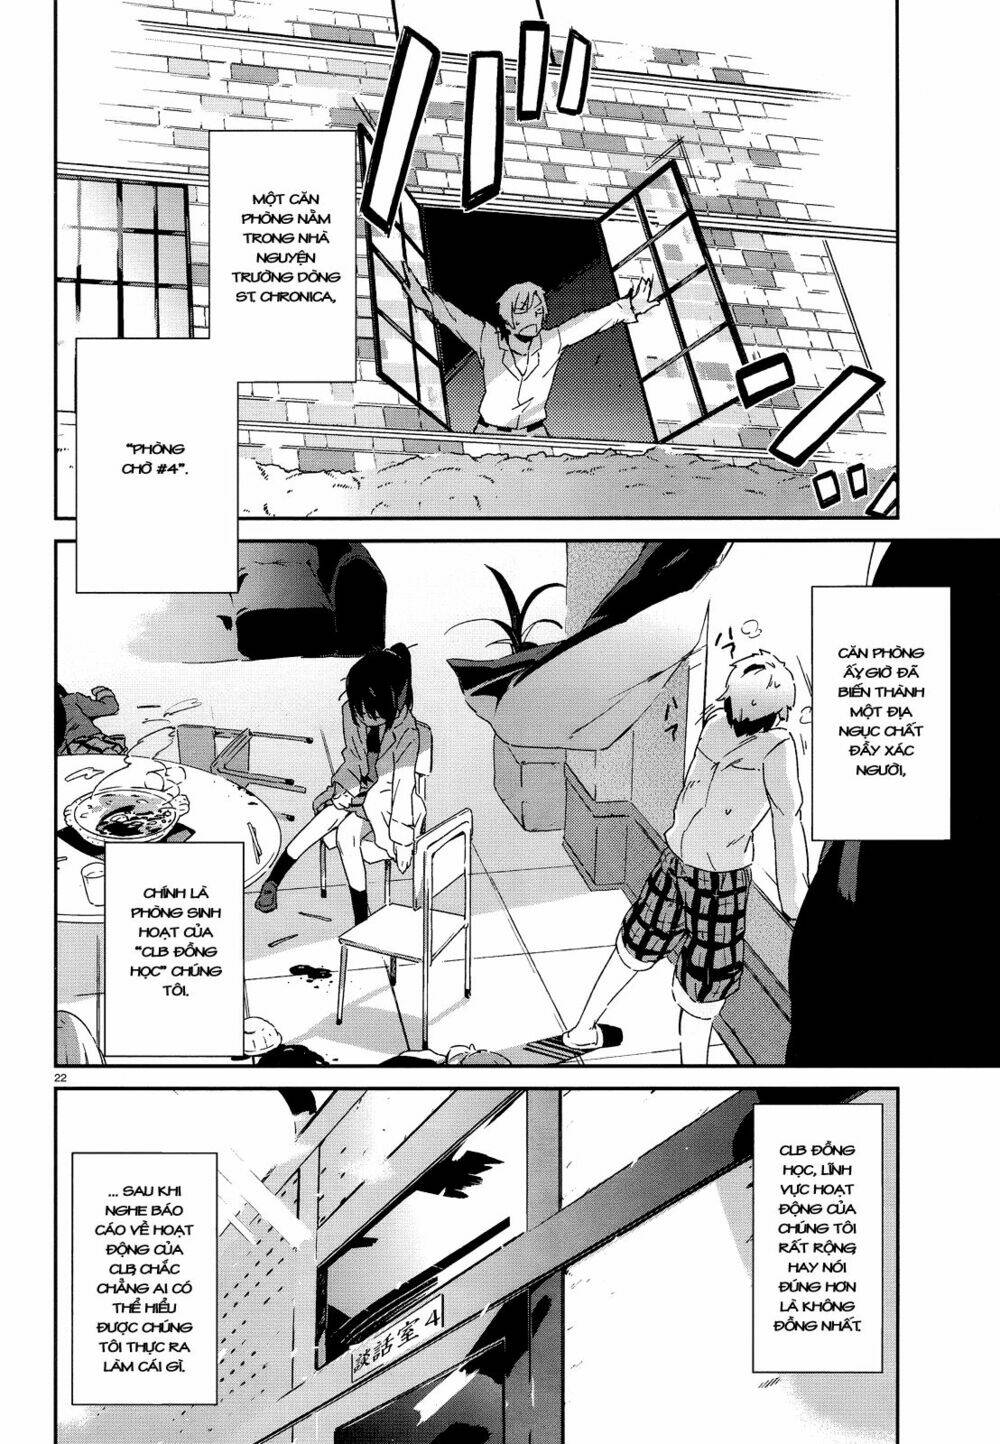 MỘT CĂN
PHÒNG NẰM
TRONG NHÀ
NGUYỆN
TRƯỜNG DÒNG
ST. CHRONICA,
"PHÒNG
CHỜ #4".
CĂN PHÒNG
ẤY, GIỜ ĐÃ
BIẾN THÀNH
MỘT ĐỊA
NGỤC CHẤT
ĐẦY XÁC
NGƯỜI,
CHÍNH LÀ
PHÒNG SINH
HOẠT CỦA
"CLB ĐỒNG
HỌC" CHÚNG
TÔI.
22
CLB ĐỒNG
HỌC, LĨNH
VỰC HOẠT
ĐỘNG CỦA
CHÚNG TÔI
RẤT RỘNG,
HAY NÓI
ĐÚNG HƠN
LÀ KHÔNG
ĐỒNG NHẤT.
... SAU KHI
NGHE BÁO
CÁO VỀ HOẠT
ĐỘNG CỦA
CLB, CHẮC
CHẲNG AI CÓ
THỂ HIỂU
ĐƯỢC CHÚNG
TÔI THỰC RA
LÀM CÁI GÌ.
談話室4